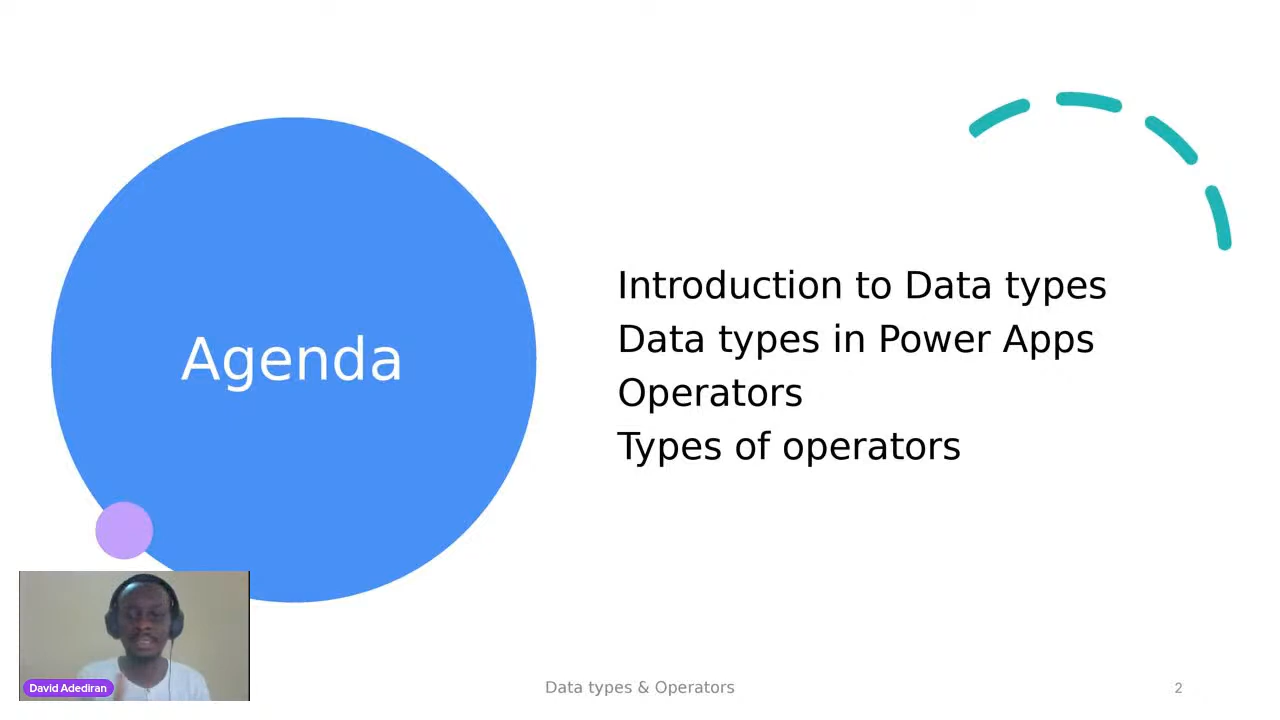 Agenda
Introduction to Data types
Data types in Power Apps
Operators
Types of operators
David Adediran
Data types & Operators
2